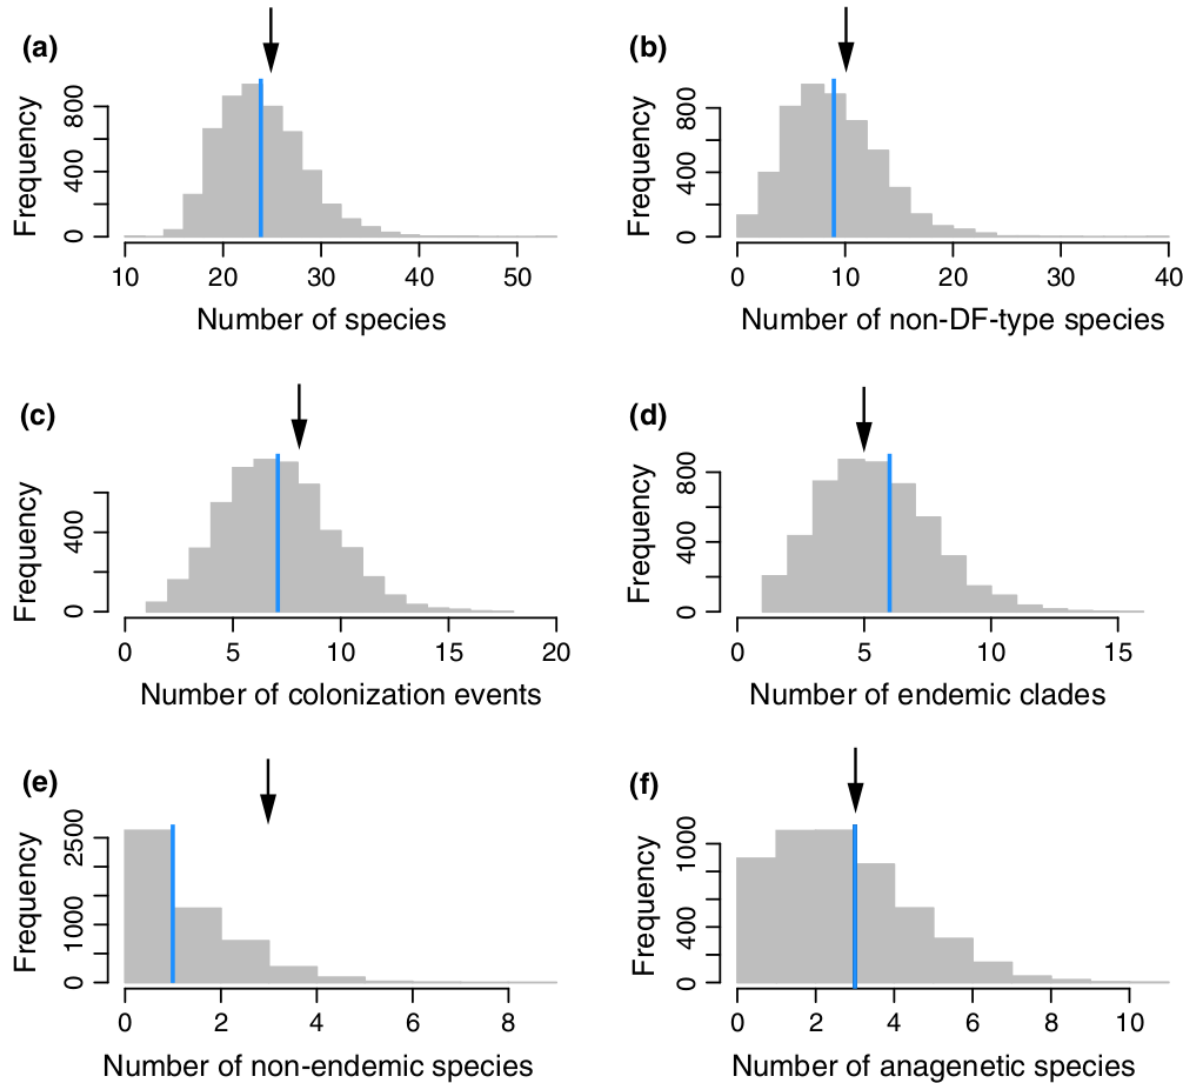 (a)
Frequency
0 400 800
10 20 30 40 50
Number of species
(b)
Frequency
0 400 800
0 10 20 30 40
Number of non-DF-type species
(c)
Frequency
0 400
0 5 10 15 20
Number of colonization events
(d)
Frequency
0 400 800
0 5 10 15
Number of endemic clades
(e)
Frequency
0 1000 2500
0 2 4 6 8
Number of non-endemic species
(f)
Frequency
0 400 1000
0 2 4 6 8 10
Number of anagenetic species